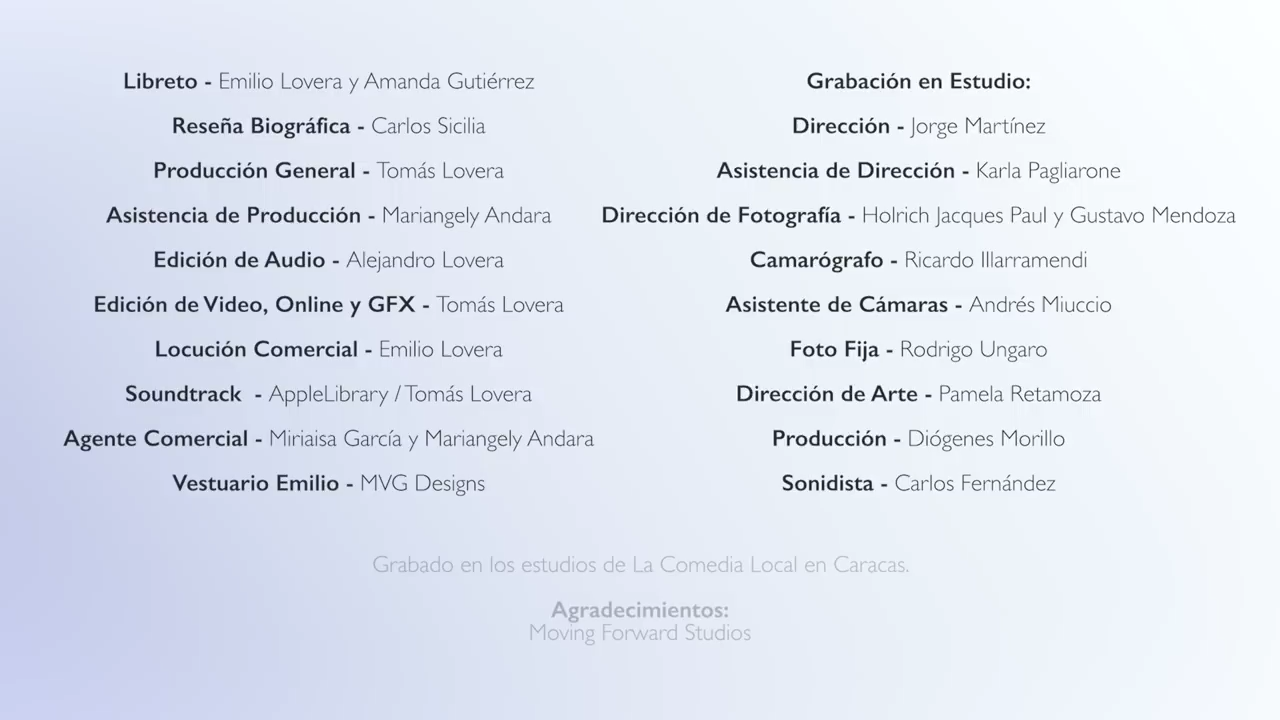 Libreto - Emilio Lovera y Amanda Gutiérrez
Reseña Biográfica - Carlos Sicilia
Producción General - Tomás Lovera
Asistencia de Producción - Mariangely Andara
Edición de Audio - Alejandro Lovera
Edición de Video, Online y GFX - Tomás Lovera
Locución Comercial - Emilio Lovera
Soundtrack - AppleLibrary / Tomás Lovera
Agente Comercial - Miriaisa García y Mariangely Andara
Vestuario Emilio - MVG Designs
Grabación en Estudio:
Dirección - Jorge Martínez
Asistencia de Dirección - Karla Pagliarone
Dirección de Fotografía - Holrich Jacques Paul y Gustavo Mendoza
Camarógrafo - Ricardo Illarramendi
Asistente de Cámaras - Andrés Miuccio
Foto Fija - Rodrigo Ungaro
Dirección de Arte - Pamela Retamoza
Producción - Diógenes Morillo
Sonidista - Carlos Fernández
Grabado en los estudios de La Comedia Local en Caracas.
Agradecimientos:
Moving Forward Studios